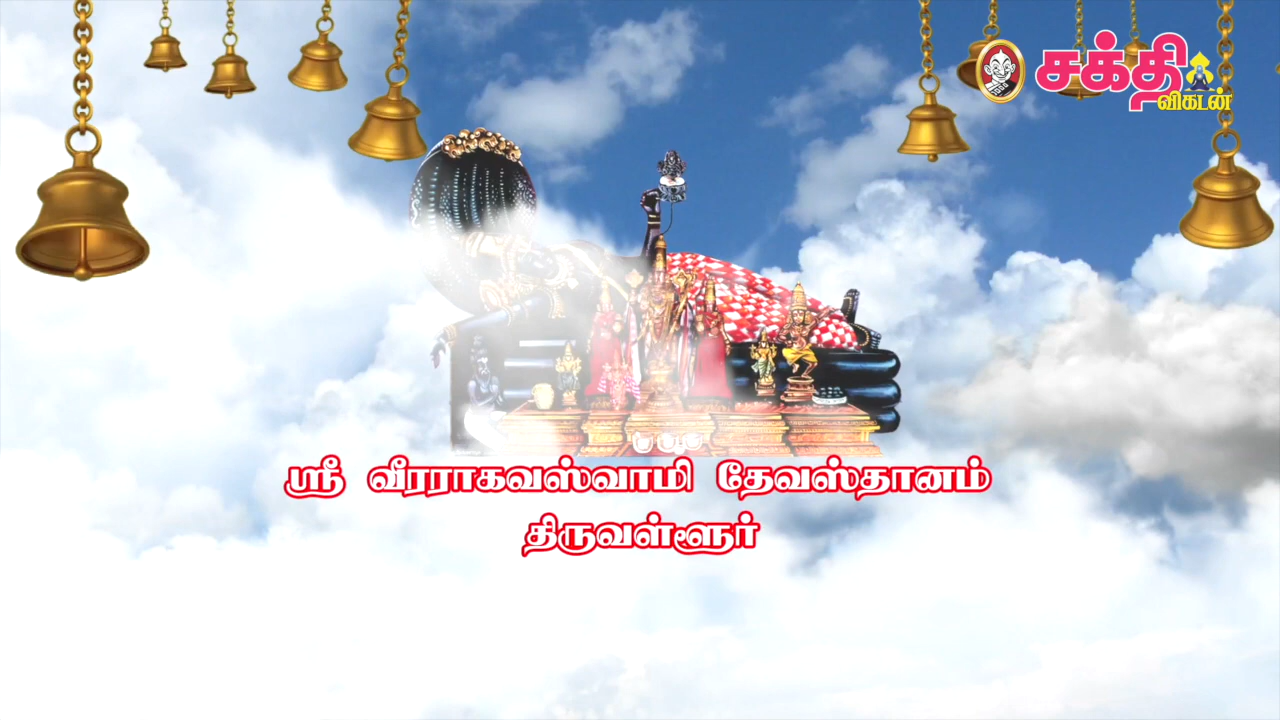 சக்தி
விகடன்
ஸ்ரீ வீரராகவஸ்வாமி தேவஸ்தானம்
திருவள்ளூர்